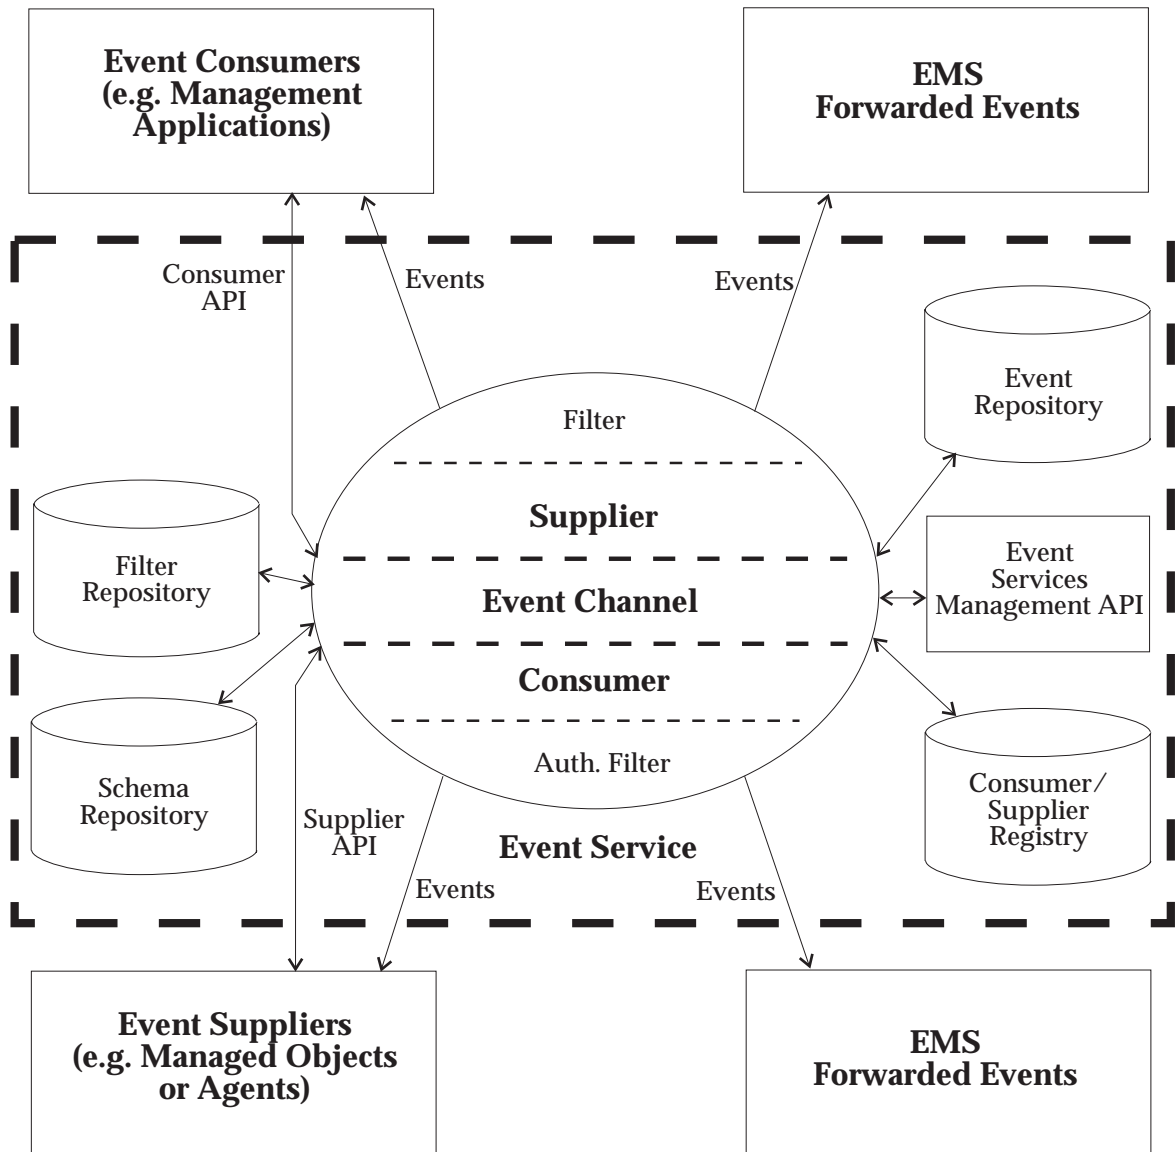 Event Consumers
(e.g. Management
Applications)
EMS
Forwarded Events
Consumer
API
Events
Events
Event
Repository
Filter
Supplier
Filter
Repository
Event Channel
Event
Services
Management API
Consumer
Auth. Filter
Schema
Repository
Consumer/
Supplier
Registry
Supplier
API
Event Service
Events
Events
Event Suppliers
(e.g. Managed Objects
or Agents)
EMS
Forwarded Events